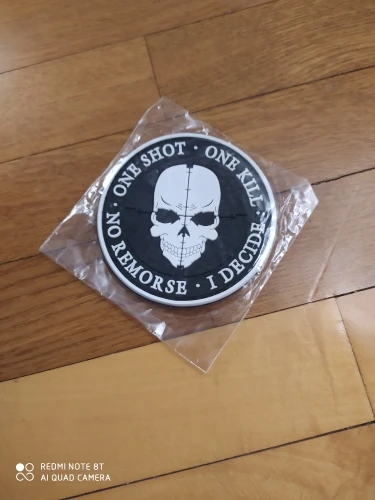 ONE SHOT · ONE KILL ·
NO REMORSE · I DECIDE ·
REDMI NOTE 8T
AI QUAD CAMERA